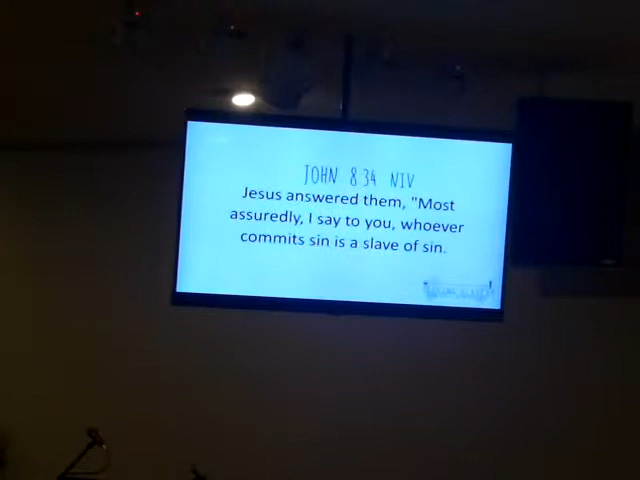 JOHN 8:34 NIV
Jesus answered them, "Most
assuredly, I say to you, whoever
commits sin is a slave of sin.